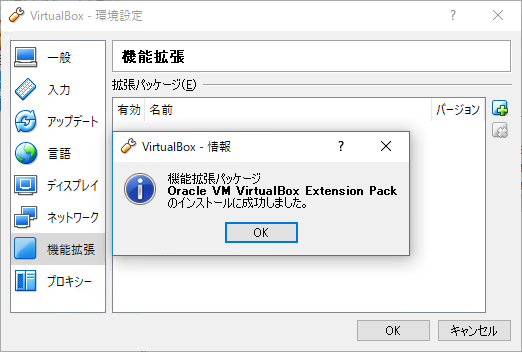 VirtualBox - 環境設定
一般
入力
アップデート
言語
ディスプレイ
ネットワーク
機能拡張
プロキシー
機能拡張
拡張パッケージ(E)
有効 名前 バージョン
VirtualBox - 情報
機能拡張パッケージ
Oracle VM VirtualBox Extension Pack
のインストールに成功しました。
OK
OK キャンセル